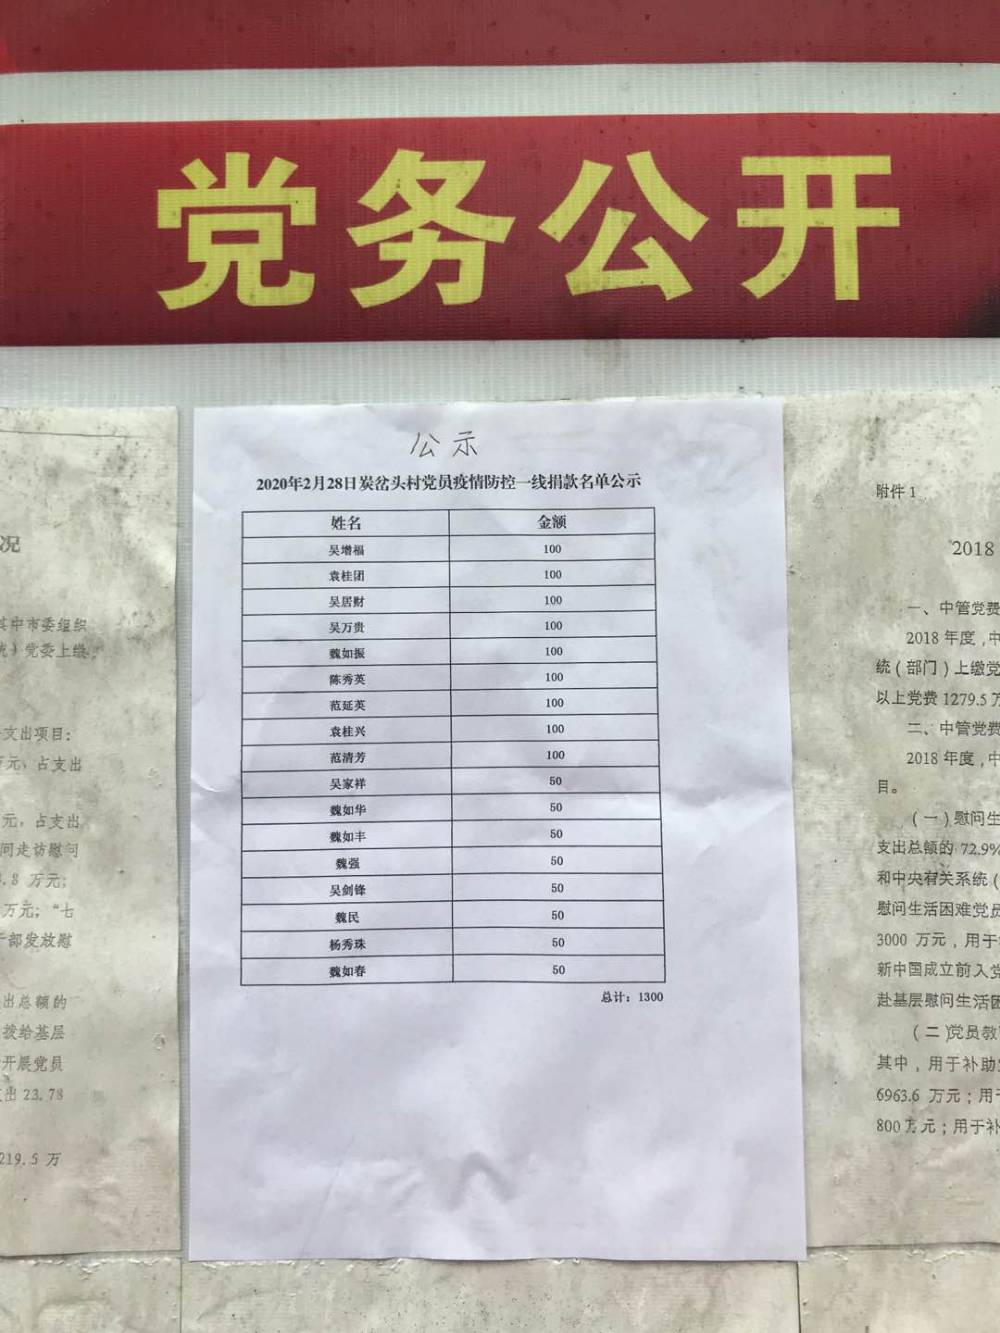 党务公开
公示
2020年2月28日炭岔头村党员疫情防控一线捐款名单公示
姓名 金额
吴增福 100
袁桂团 100
吴居财 100
吴万贵 100
魏如振 100
陈秀英 100
范延英 100
袁桂兴 100
范清芳 100
吴家祥 50
魏如华 50
魏如丰 50
魏强 50
吴剑锋 50
魏民 50
杨秀珠 50
魏如春 50
总计：1300
况
其中市委组织
党委上缴
支出项目：
万元，占支出
元，占支出
间走访慰问
.8 万元；
万元；“七
干部发放慰
出总额的
拨给基层
开展党员
支出 23.78
219.5 万
附件 1
2018
一、中管党费
2018 年度，中
统（部门）上缴党
以上党费 1279.5 万
二、中管党费
2018 年度，中
目。
（一）慰问生
支出总额的 72.9%
和中央有关系统（
慰问生活困难党员
3000 万元，用于
新中国成立前入党
赴基层慰问生活困
（二）党员教
其中，用于补助
6963.6 万元；用于
800 万元；用于补